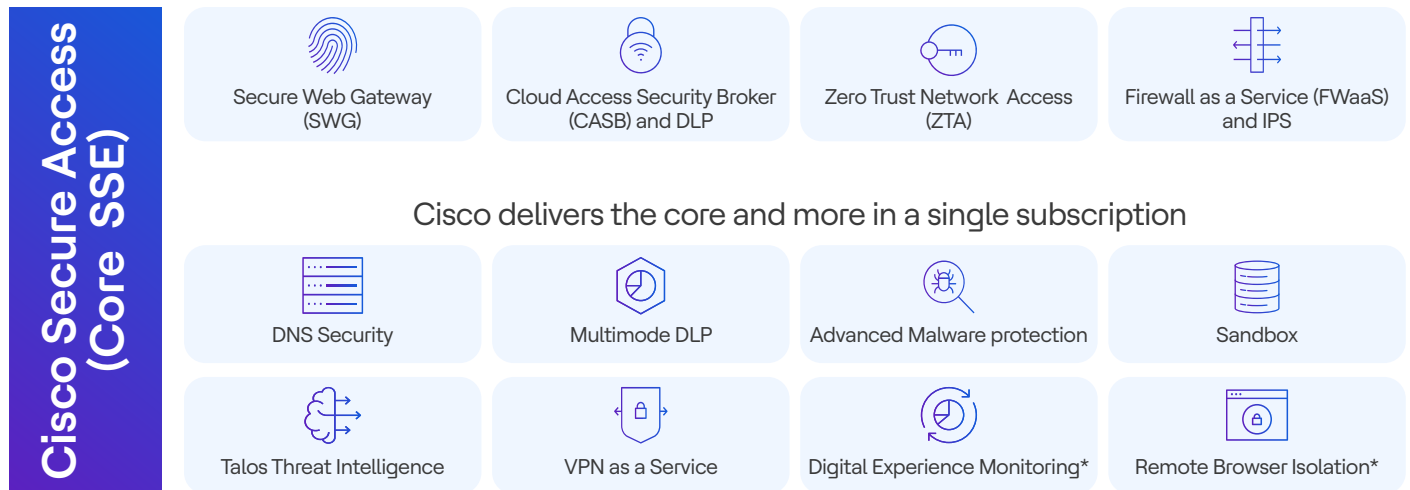 Cisco Secure Access
(Core SSE)
Secure Web Gateway
(SWG)
Cloud Access Security Broker
(CASB) and DLP
Zero Trust Network Access
(ZTA)
Firewall as a Service (FWaaS)
and IPS
Cisco delivers the core and more in a single subscription
DNS Security
Multimode DLP
Advanced Malware protection
Sandbox
Talos Threat Intelligence
VPN as a Service
Digital Experience Monitoring*
Remote Browser Isolation*